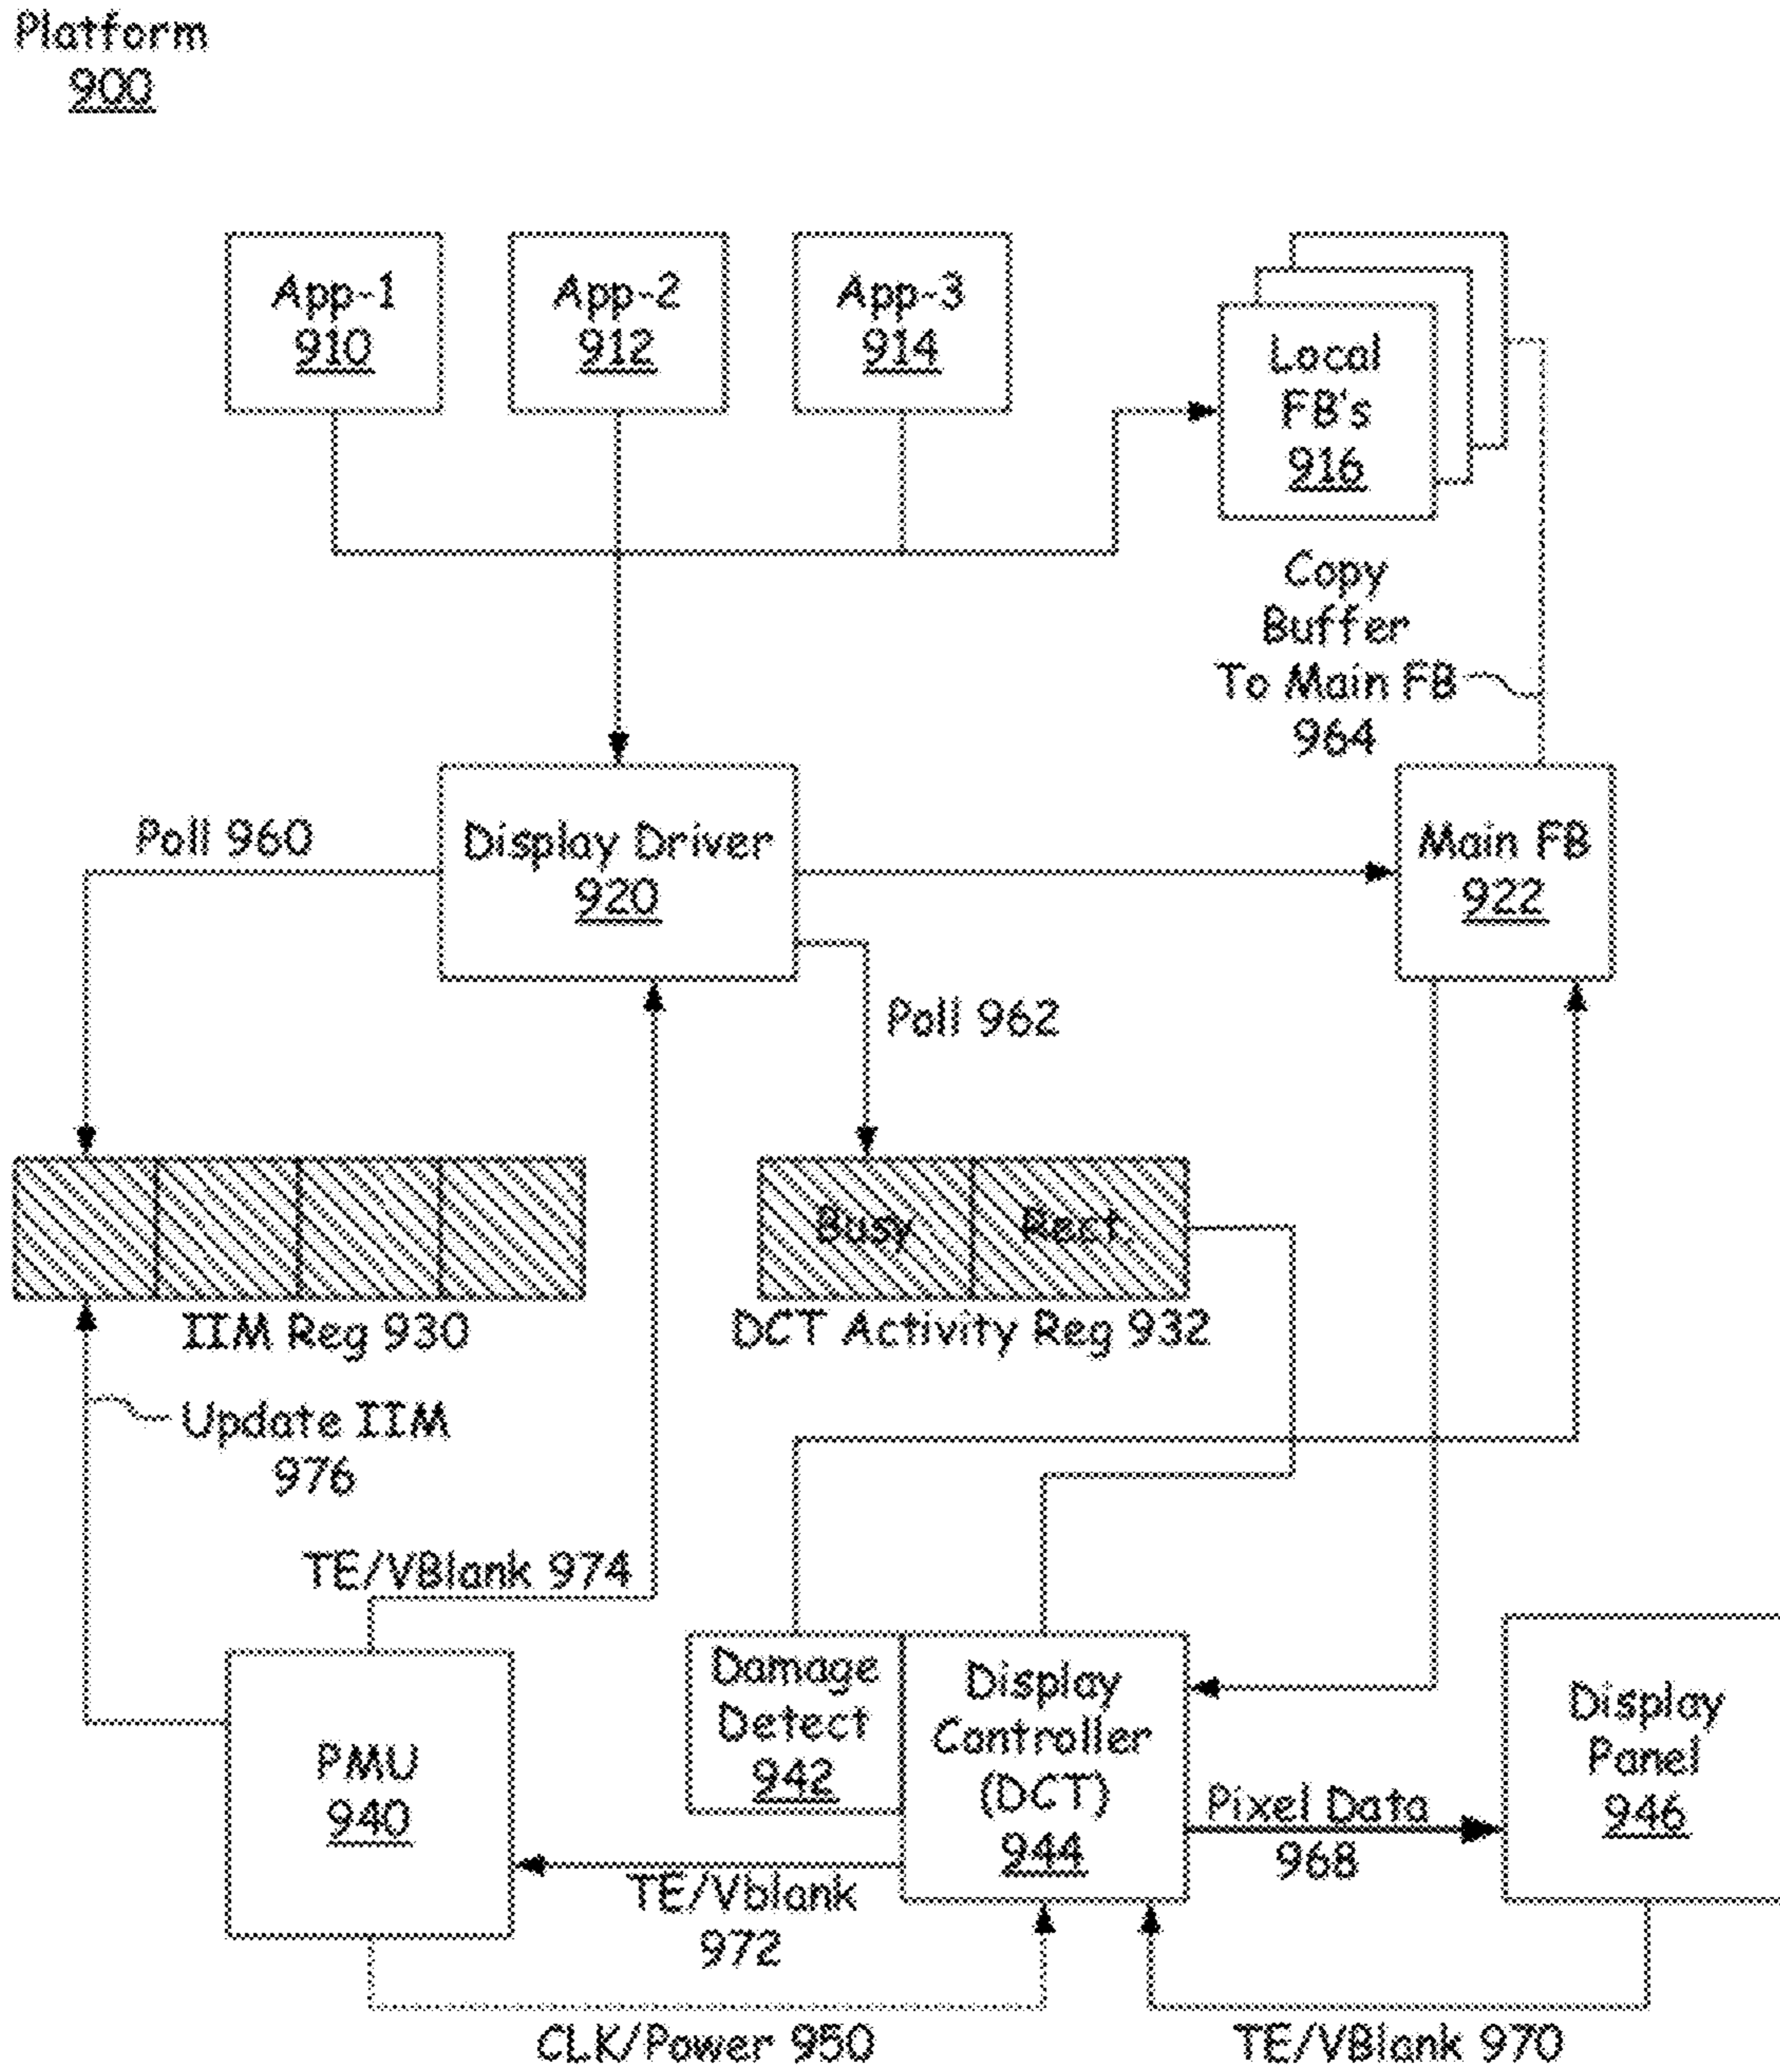 Platform
900
App-1
910
App-2
912
App-3
914
Local
FB's
916
Copy
Buffer
To Main FB
964
Poll 960
Display Driver
920
Main FB
922
Poll 962
Busy
Rect
IIM Reg 930
DCT Activity Reg 932
Update IIM
976
TE/VBlank 974
Damage
Detect
942
Display
Controller
(DCT)
944
Display
Panel
946
PMU
940
Pixel Data
968
TE/Vblank
972
CLK/Power 950
TE/VBlank 970